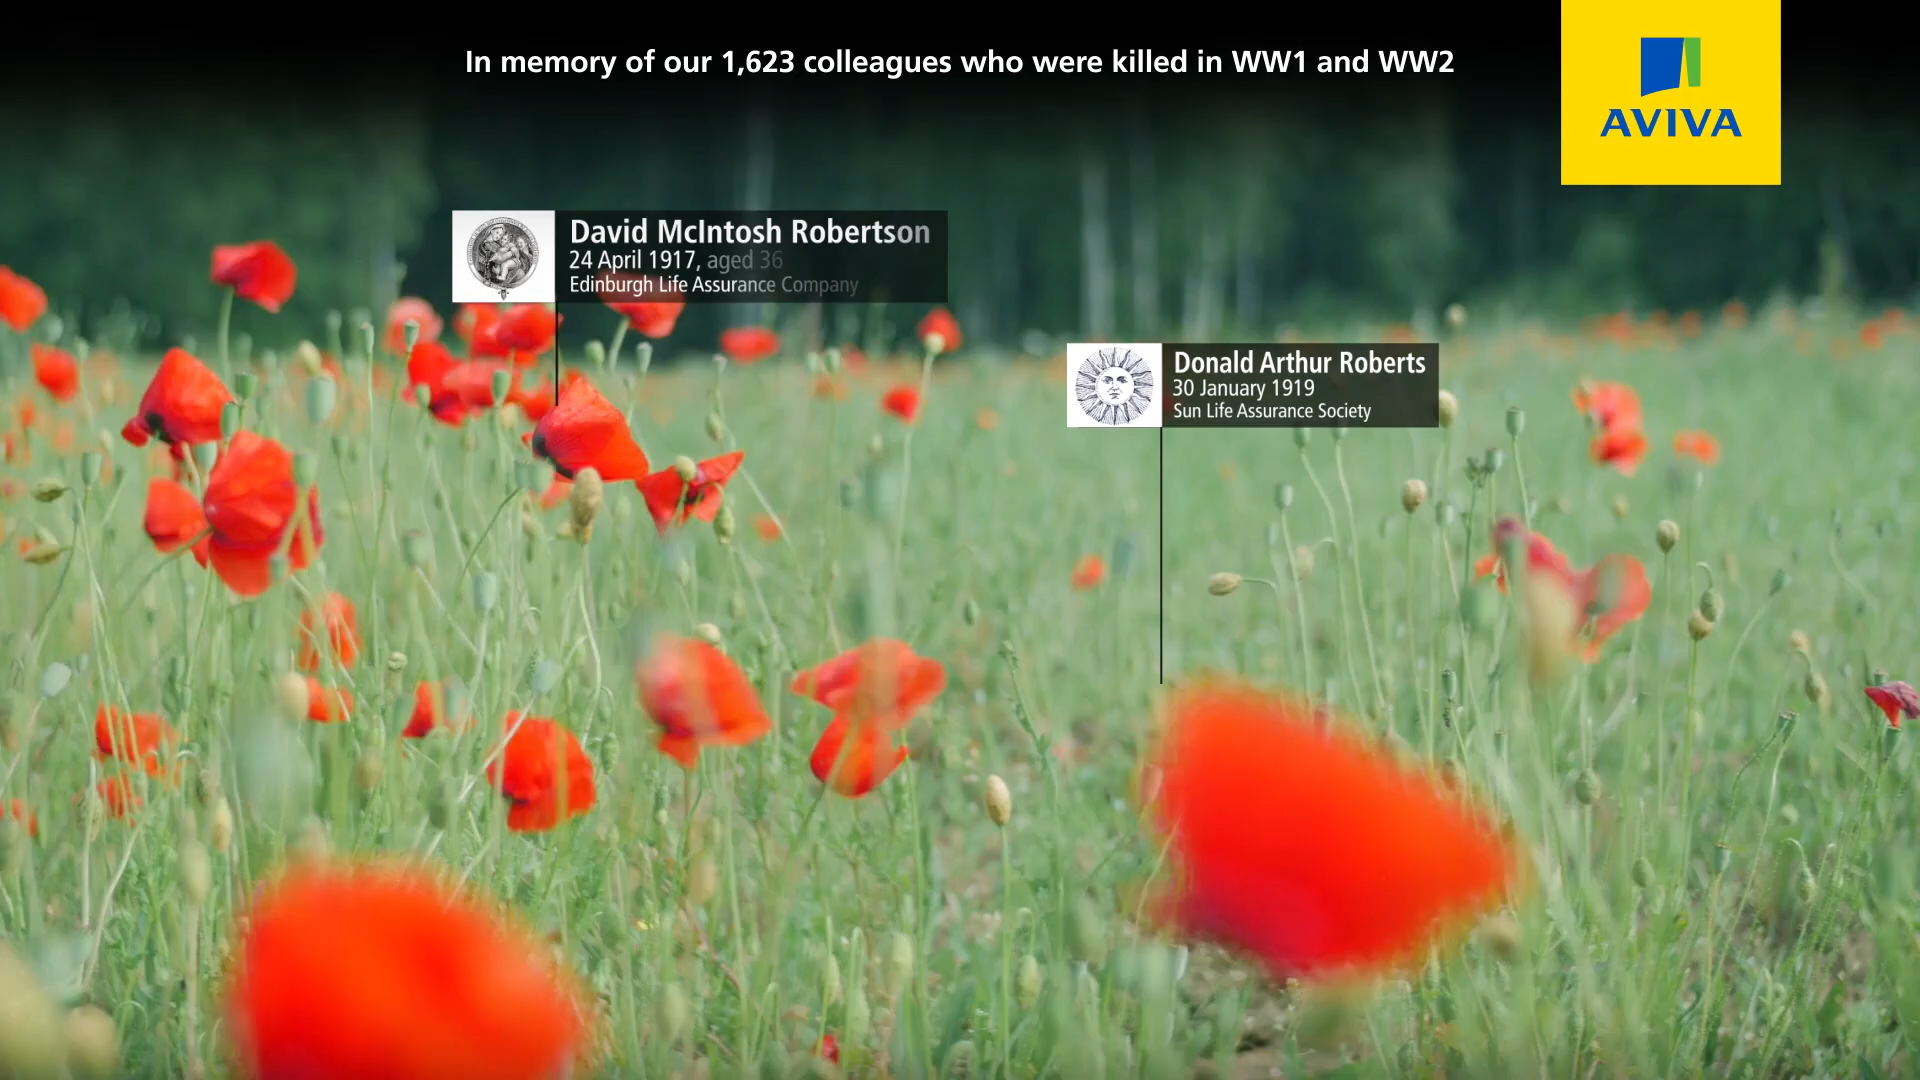 In memory of our 1,623 colleagues who were killed in WW1 and WW2
AVIVA
David McIntosh Robertson
24 April 1917, aged 36
Edinburgh Life Assurance Company
Donald Arthur Roberts
30 January 1919
Sun Life Assurance Society